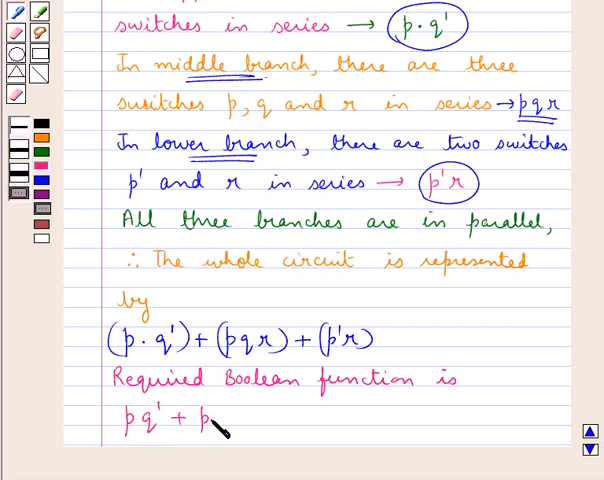 switches in series → p · q'
In middle branch, there are three
switches p, q and r in series → pqr
In lower branch, there are two switches
p' and r in series → p'r
All three branches are in parallel,
∴ The whole circuit is represented
by
(p · q') + (p q r) + (p'r)
Required Boolean function is
p q' + p